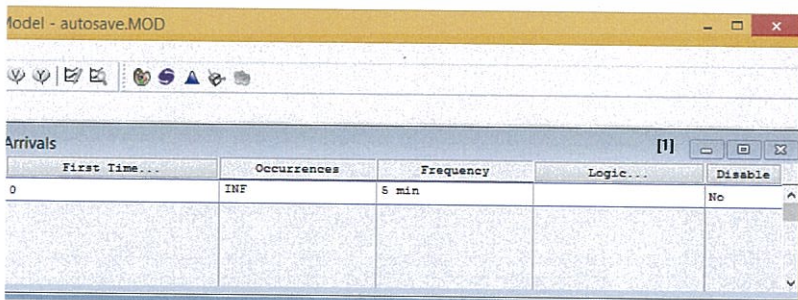 Model - autosave.MOD
Arrivals [1]
First Time... Occurrences Frequency Logic... Disable
0 INF 5 min No